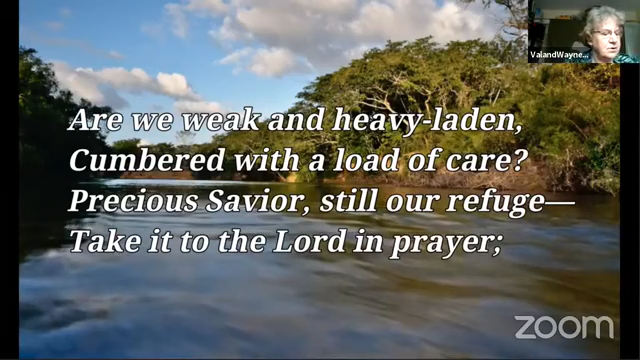 ValandWayne...
Are we weak and heavy-laden,
Cumbered with a load of care?
Precious Savior, still our refuge—
Take it to the Lord in prayer;
zoom